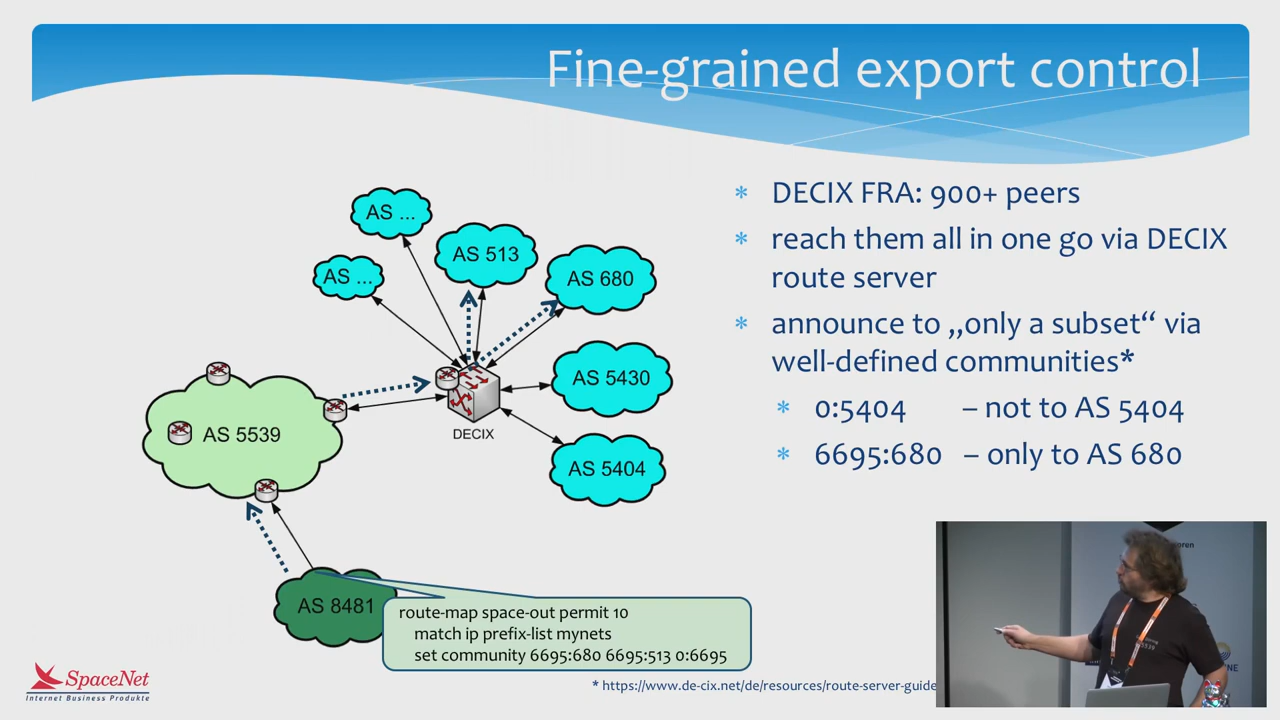 Fine-grained export control
AS ...
AS 513
AS ...
AS 680
AS 5430
DECIX
AS 5539
AS 5404
AS 8481
route-map space-out permit 10
match ip prefix-list mynets
set community 6695:680 6695:513 0:6695
* DECIX FRA: 900+ peers
* reach them all in one go via DECIX
route server
* announce to „only a subset“ via
well-defined communities*
* 0:5404 – not to AS 5404
* 6695:680 – only to AS 680
SpaceNet
Internet Business Produkte
* https://www.de-cix.net/de/resources/route-server-guide